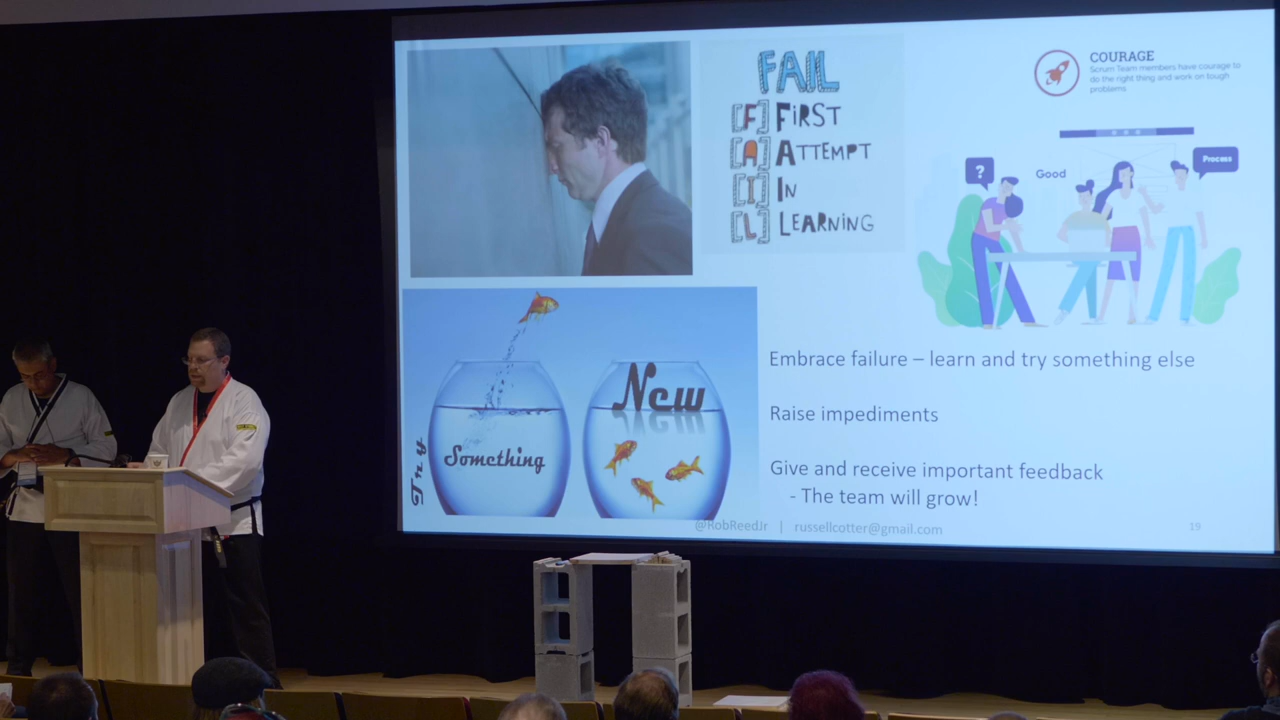 FAIL
[F] FIRST
[A] ATTEMPT
[I] IN
[L] LEARNING
COURAGE
Scrum Team members have courage to
do the right thing and work on tough
problems
?
Good
Process
Try
Something
New
Embrace failure – learn and try something else
Raise impediments
Give and receive important feedback
- The team will grow!
@RobReedJr | russellcotter@gmail.com
19